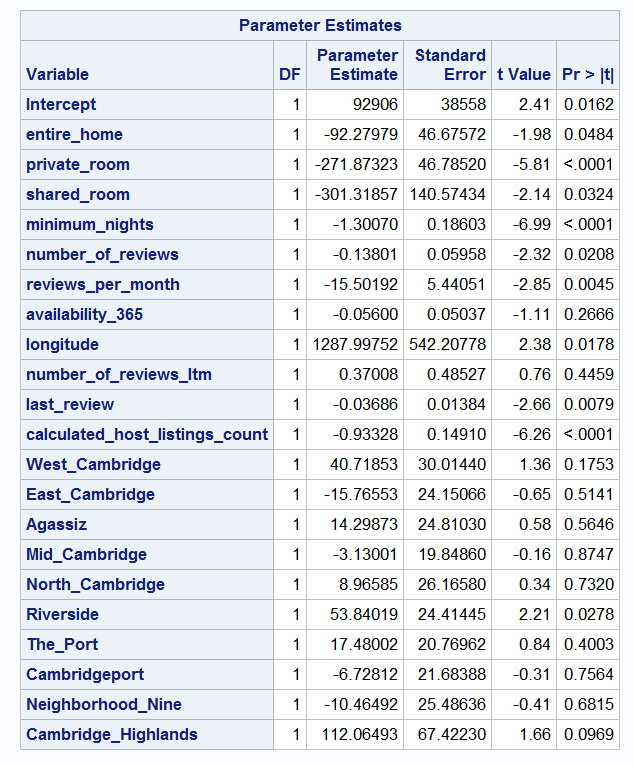 Parameter Estimates
Variable DF Parameter Estimate Standard Error t Value Pr > |t|
Intercept 1 92906 38558 2.41 0.0162
entire_home 1 -92.27979 46.67572 -1.98 0.0484
private_room 1 -271.87323 46.78520 -5.81 <.0001
shared_room 1 -301.31857 140.57434 -2.14 0.0324
minimum_nights 1 -1.30070 0.18603 -6.99 <.0001
number_of_reviews 1 -0.13801 0.05958 -2.32 0.0208
reviews_per_month 1 -15.50192 5.44051 -2.85 0.0045
availability_365 1 -0.05600 0.05037 -1.11 0.2666
longitude 1 1287.99752 542.20778 2.38 0.0178
number_of_reviews_ltm 1 0.37008 0.48527 0.76 0.4459
last_review 1 -0.03686 0.01384 -2.66 0.0079
calculated_host_listings_count 1 -0.93328 0.14910 -6.26 <.0001
West_Cambridge 1 40.71853 30.01440 1.36 0.1753
East_Cambridge 1 -15.76553 24.15066 -0.65 0.5141
Agassiz 1 14.29873 24.81030 0.58 0.5646
Mid_Cambridge 1 -3.13001 19.84860 -0.16 0.8747
North_Cambridge 1 8.96585 26.16580 0.34 0.7320
Riverside 1 53.84019 24.41445 2.21 0.0278
The_Port 1 17.48002 20.76962 0.84 0.4003
Cambridgeport 1 -6.72812 21.68388 -0.31 0.7564
Neighborhood_Nine 1 -10.46492 25.48636 -0.41 0.6815
Cambridge_Highlands 1 112.06493 67.42230 1.66 0.0969